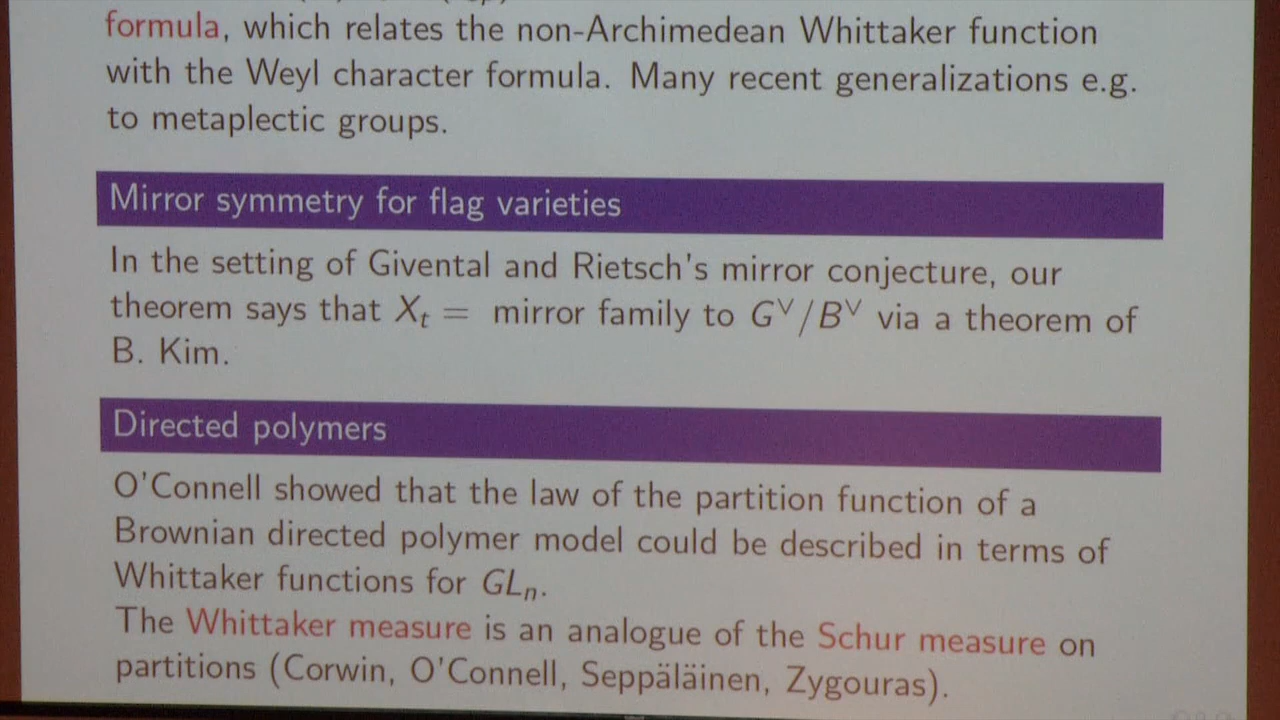 formula, which relates the non-Archimedean Whittaker function
with the Weyl character formula. Many recent generalizations e.g.
to metaplectic groups.
Mirror symmetry for flag varieties
In the setting of Givental and Rietsch's mirror conjecture, our
theorem says that Xₜ = mirror family to G^∨/B^∨ via a theorem of
B. Kim.
Directed polymers
O'Connell showed that the law of the partition function of a
Brownian directed polymer model could be described in terms of
Whittaker functions for GLₙ.
The Whittaker measure is an analogue of the Schur measure on
partitions (Corwin, O'Connell, Seppäläinen, Zygouras).